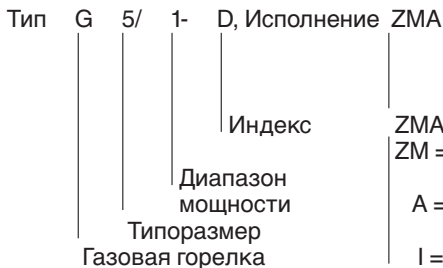 Тип G 5/ 1- D, Исполнение ZMA
Индекс ZMA
ZM =
Диапазон
мощности A =
Типоразмер
Газовая горелка I =